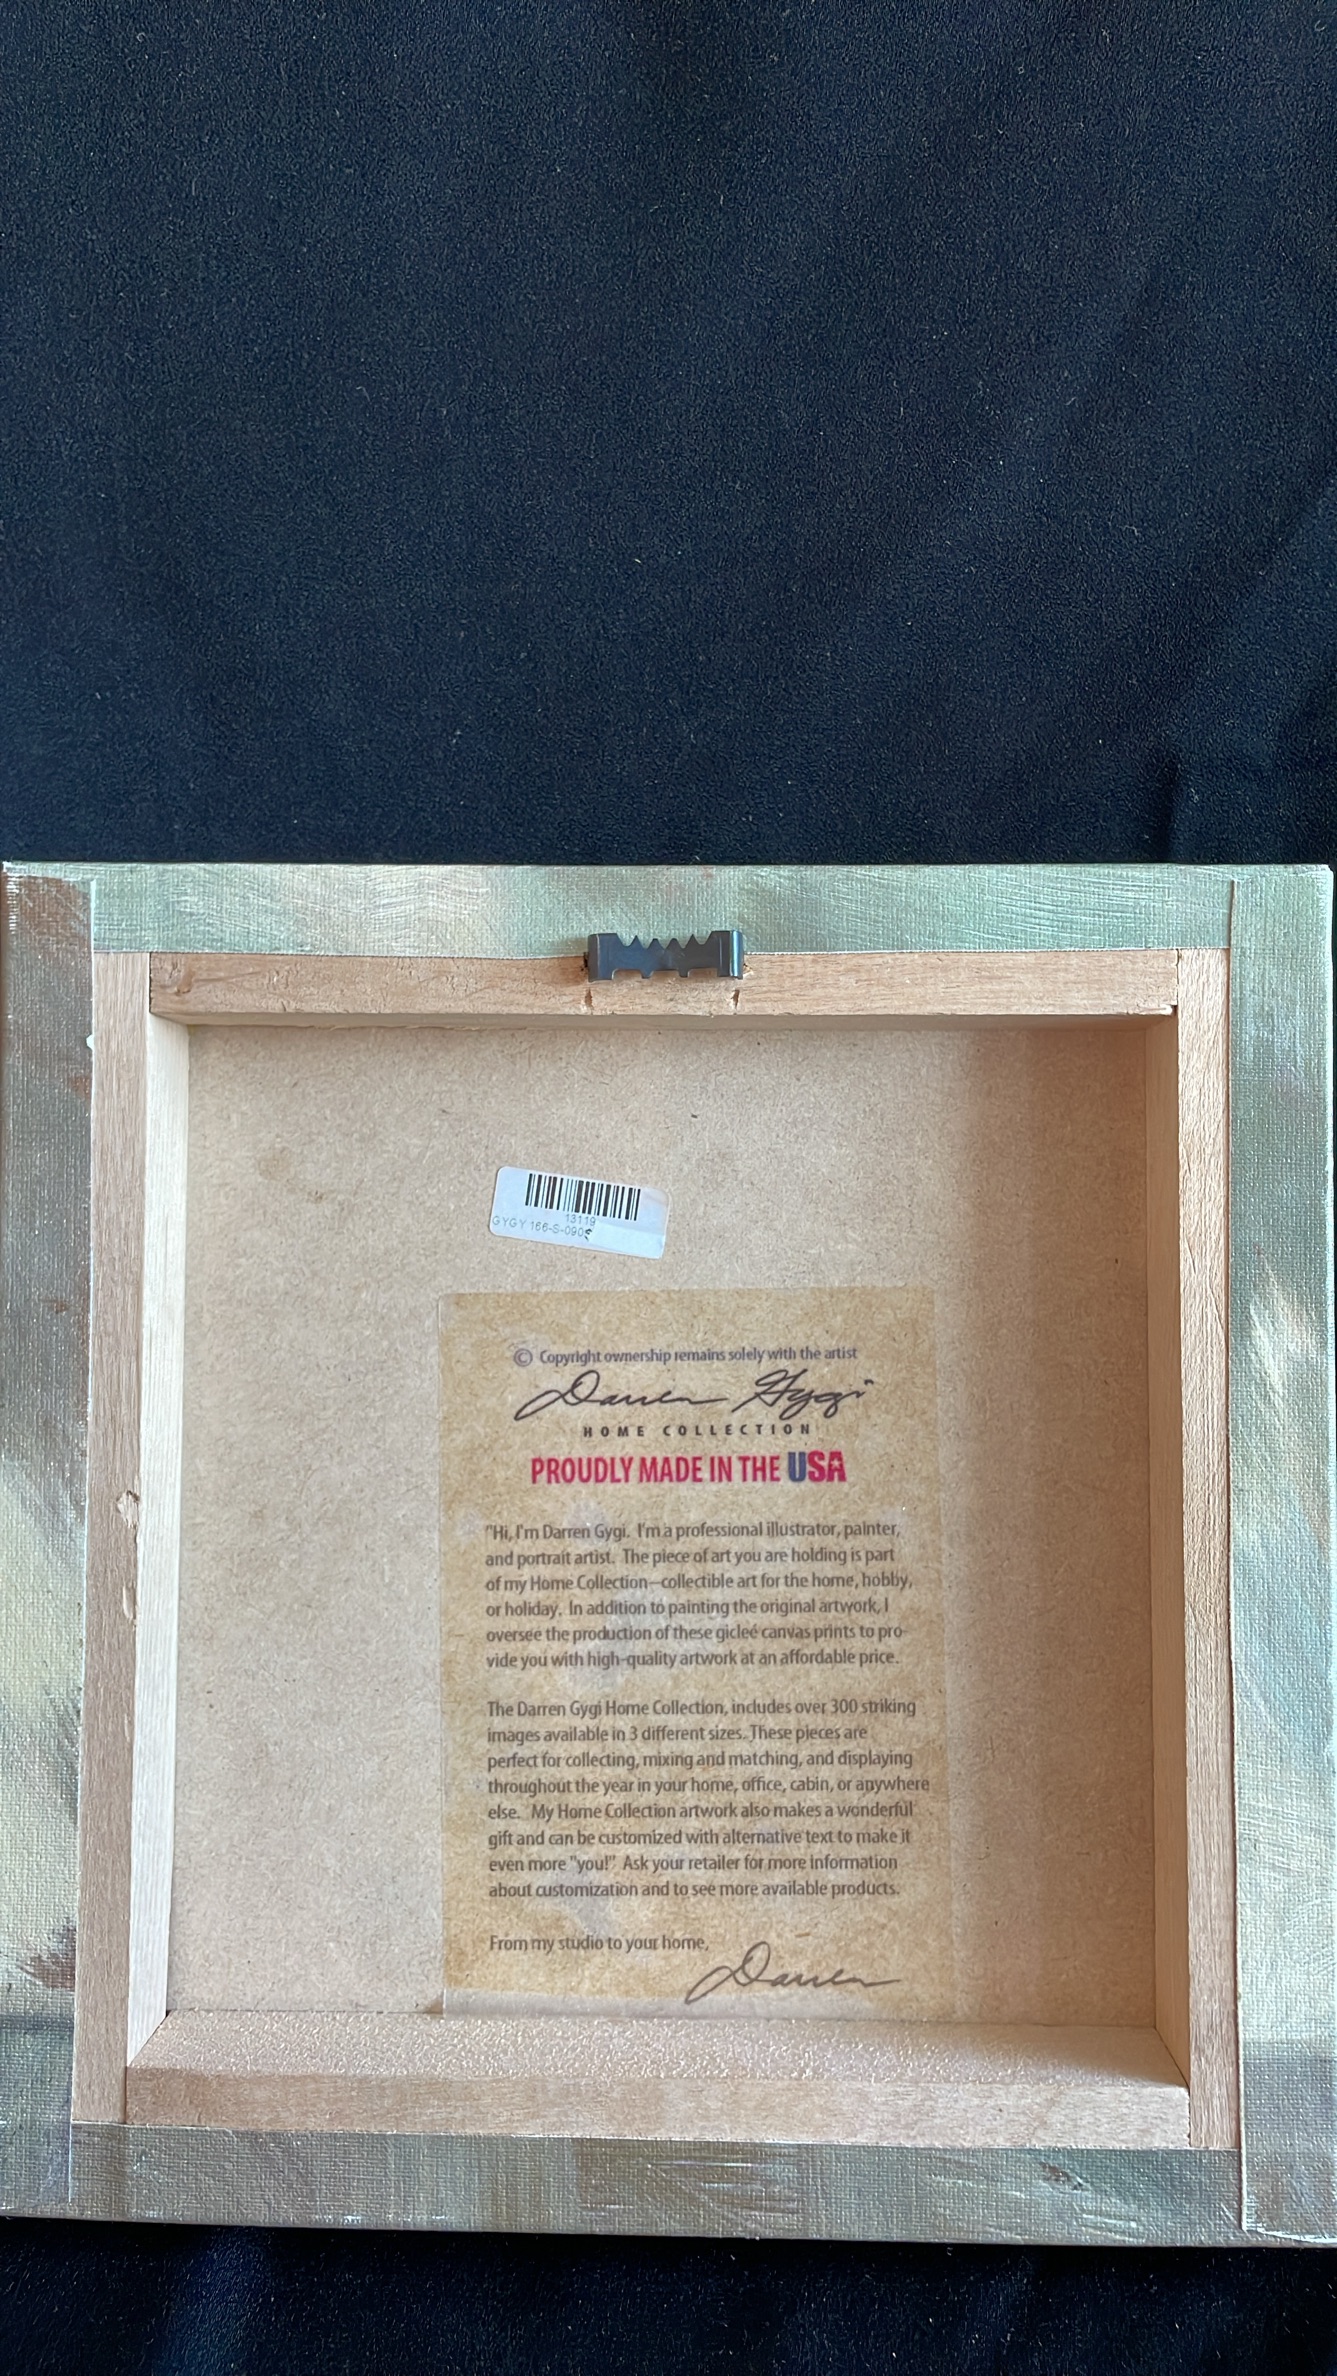 13119
GYGY 166-S-090
© Copyright ownership remains solely with the artist
Darren Gygi
HOME COLLECTION
PROUDLY MADE IN THE USA
"Hi, I'm Darren Gygi. I'm a professional illustrator, painter,
and portrait artist. The piece of art you are holding is part
of my Home Collection—collectible art for the home, hobby,
or holiday. In addition to painting the original artwork, I
oversee the production of these gicleé canvas prints to pro-
vide you with high-quality artwork at an affordable price.
The Darren Gygi Home Collection, includes over 300 striking
images available in 3 different sizes. These pieces are
perfect for collecting, mixing and matching, and displaying
throughout the year in your home, office, cabin, or anywhere
else. My Home Collection artwork also makes a wonderful
gift and can be customized with alternative text to make it
even more "you!" Ask your retailer for more information
about customization and to see more available products.
From my studio to your home,
Darren